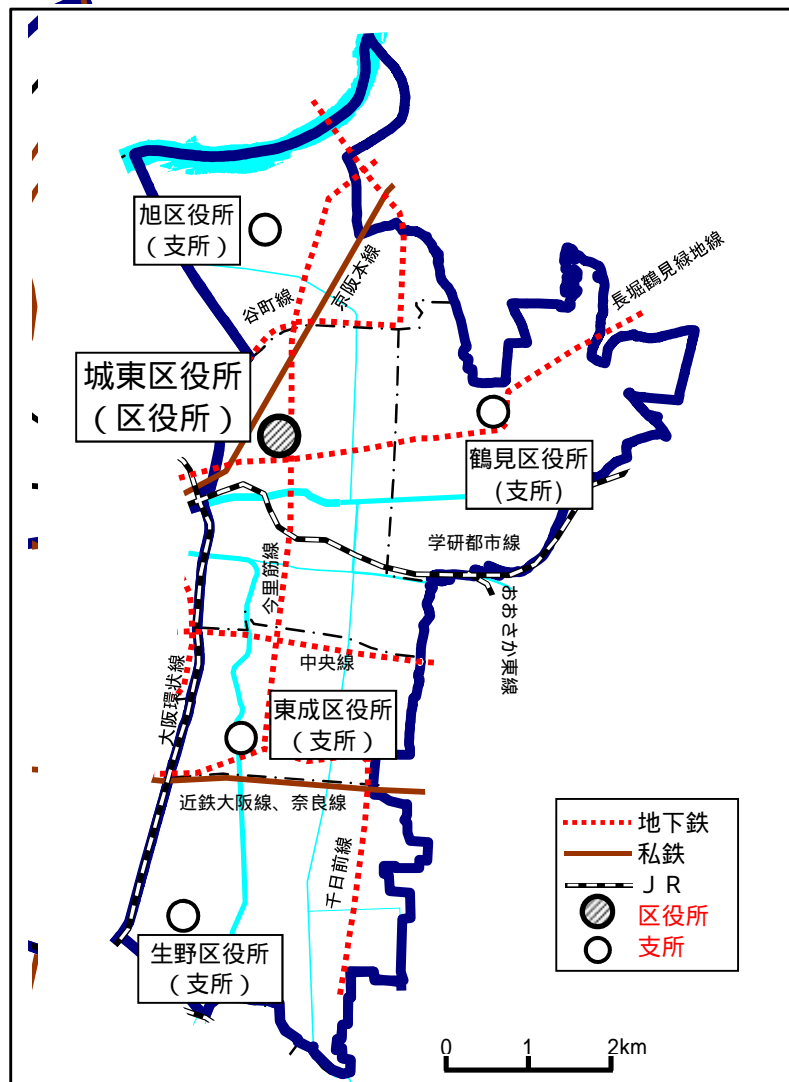 旭区役所
(支所)
谷町線
京阪本線
長堀鶴見緑地線
城東区役所
(区役所)
鶴見区役所
(支所)
学研都市線
おおさか東線
今里筋線
中央線
大阪環状線
東成区役所
(支所)
近鉄大阪線、奈良線
千日前線
生野区役所
(支所)
地下鉄
私鉄
JR
区役所
支所
0 1 2km